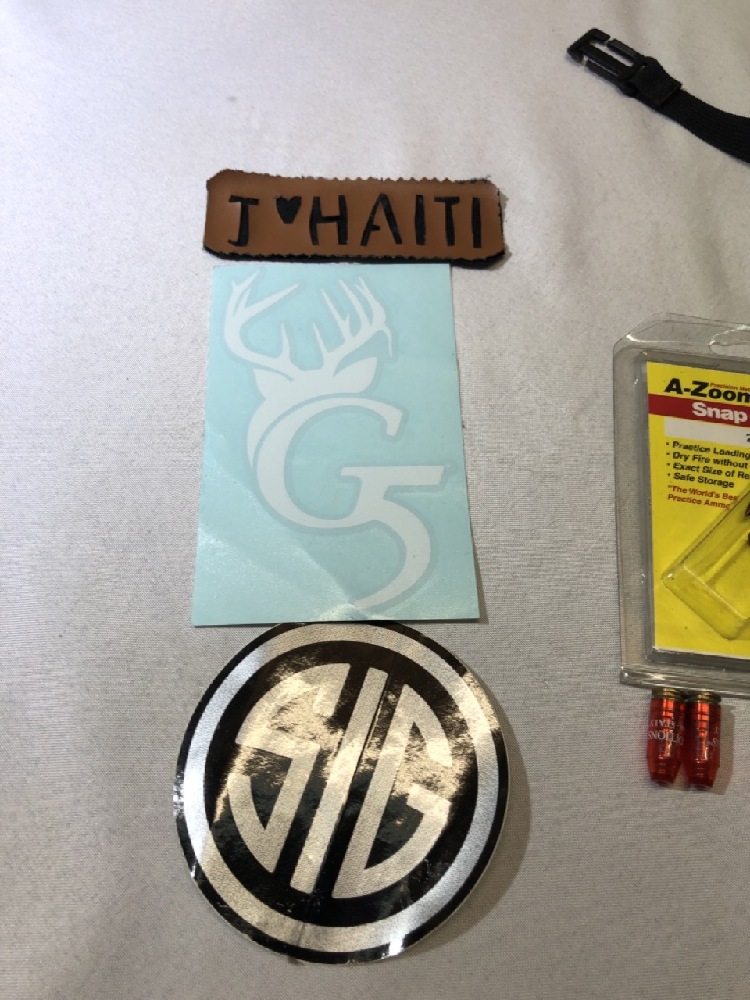 J♥HAITI
G5
SIG
A-Zoom
Snap
• Practice Loading
• Dry Fire without
• Exact Size of Re
• Safe Storage
"The World's Bes
Practice Ammo